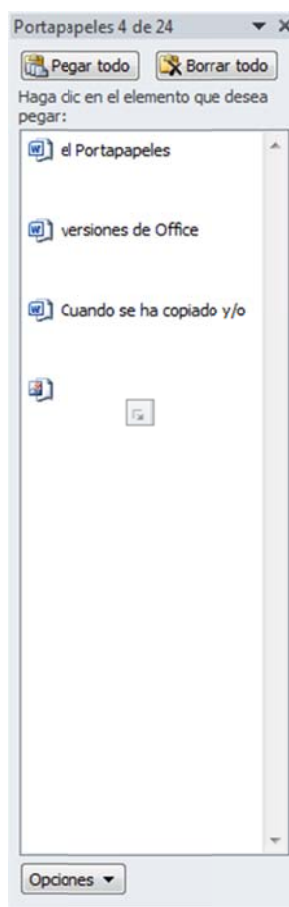 Portapapeles 4 de 24
Pegar todo Borrar todo
Haga clic en el elemento que desea
pegar:
el Portapapeles
versiones de Office
Cuando se ha copiado y/o
Opciones